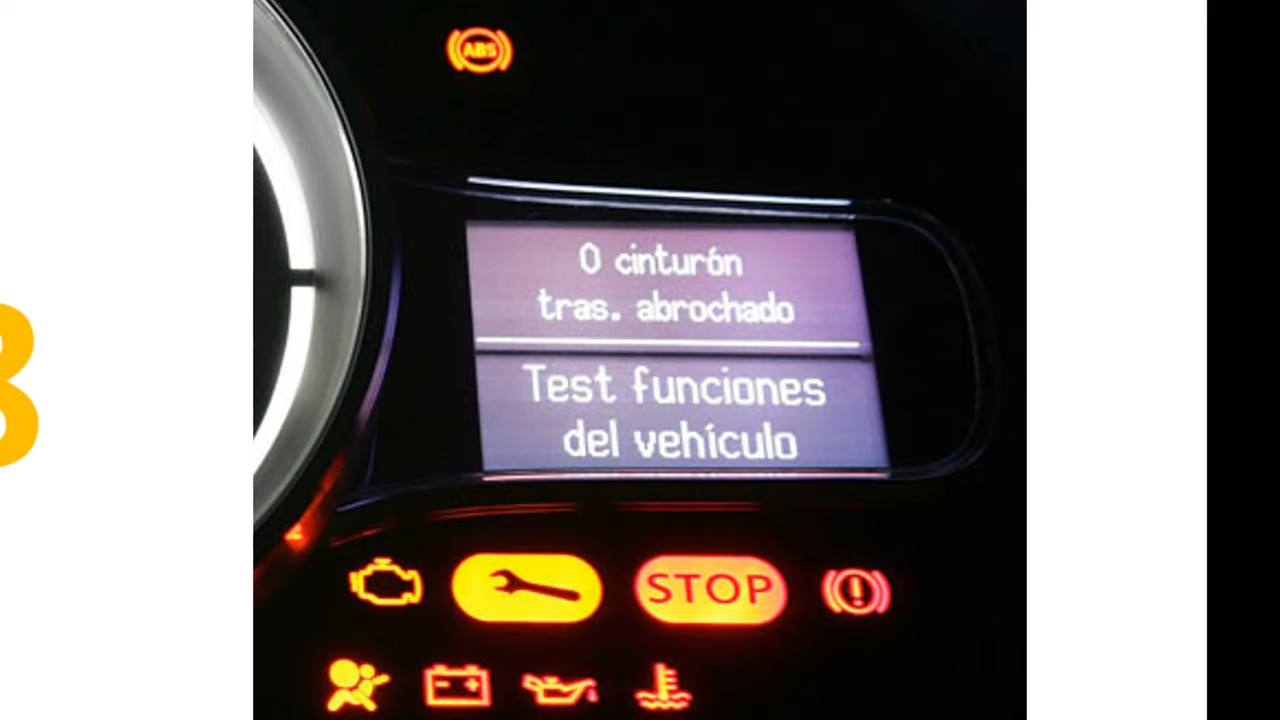 ABS
0 cinturón
tras. abrochado
Test funciones
del vehículo
STOP